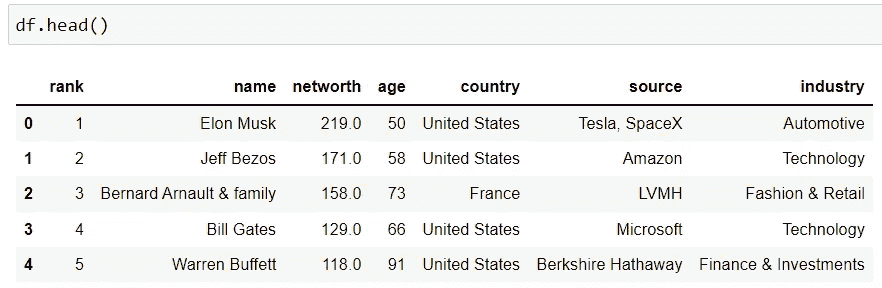 df.head()
rank name networth age country source industry
0 1 Elon Musk 219.0 50 United States Tesla, SpaceX Automotive
1 2 Jeff Bezos 171.0 58 United States Amazon Technology
2 3 Bernard Arnault & family 158.0 73 France LVMH Fashion & Retail
3 4 Bill Gates 129.0 66 United States Microsoft Technology
4 5 Warren Buffett 118.0 91 United States Berkshire Hathaway Finance & Investments